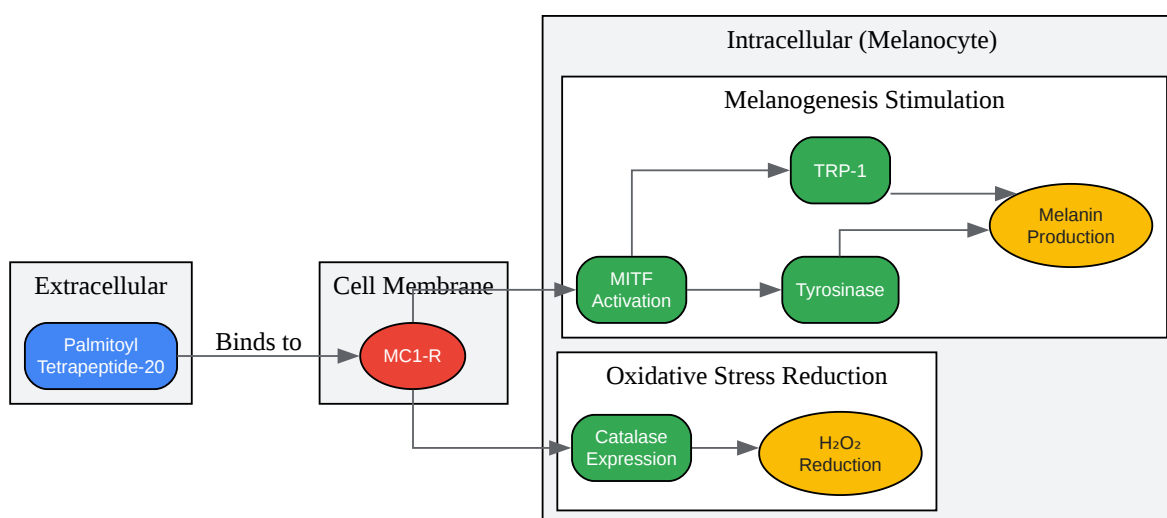 Intracellular (Melanocyte)
Melanogenesis Stimulation
TRP-1
Melanin
Production
MITF
Activation
Tyrosinase
Extracellular
Palmitoyl
Tetrapeptide-20
Binds to
Cell Membrane
MC1-R
Oxidative Stress Reduction
Catalase
Expression
H₂O₂
Reduction